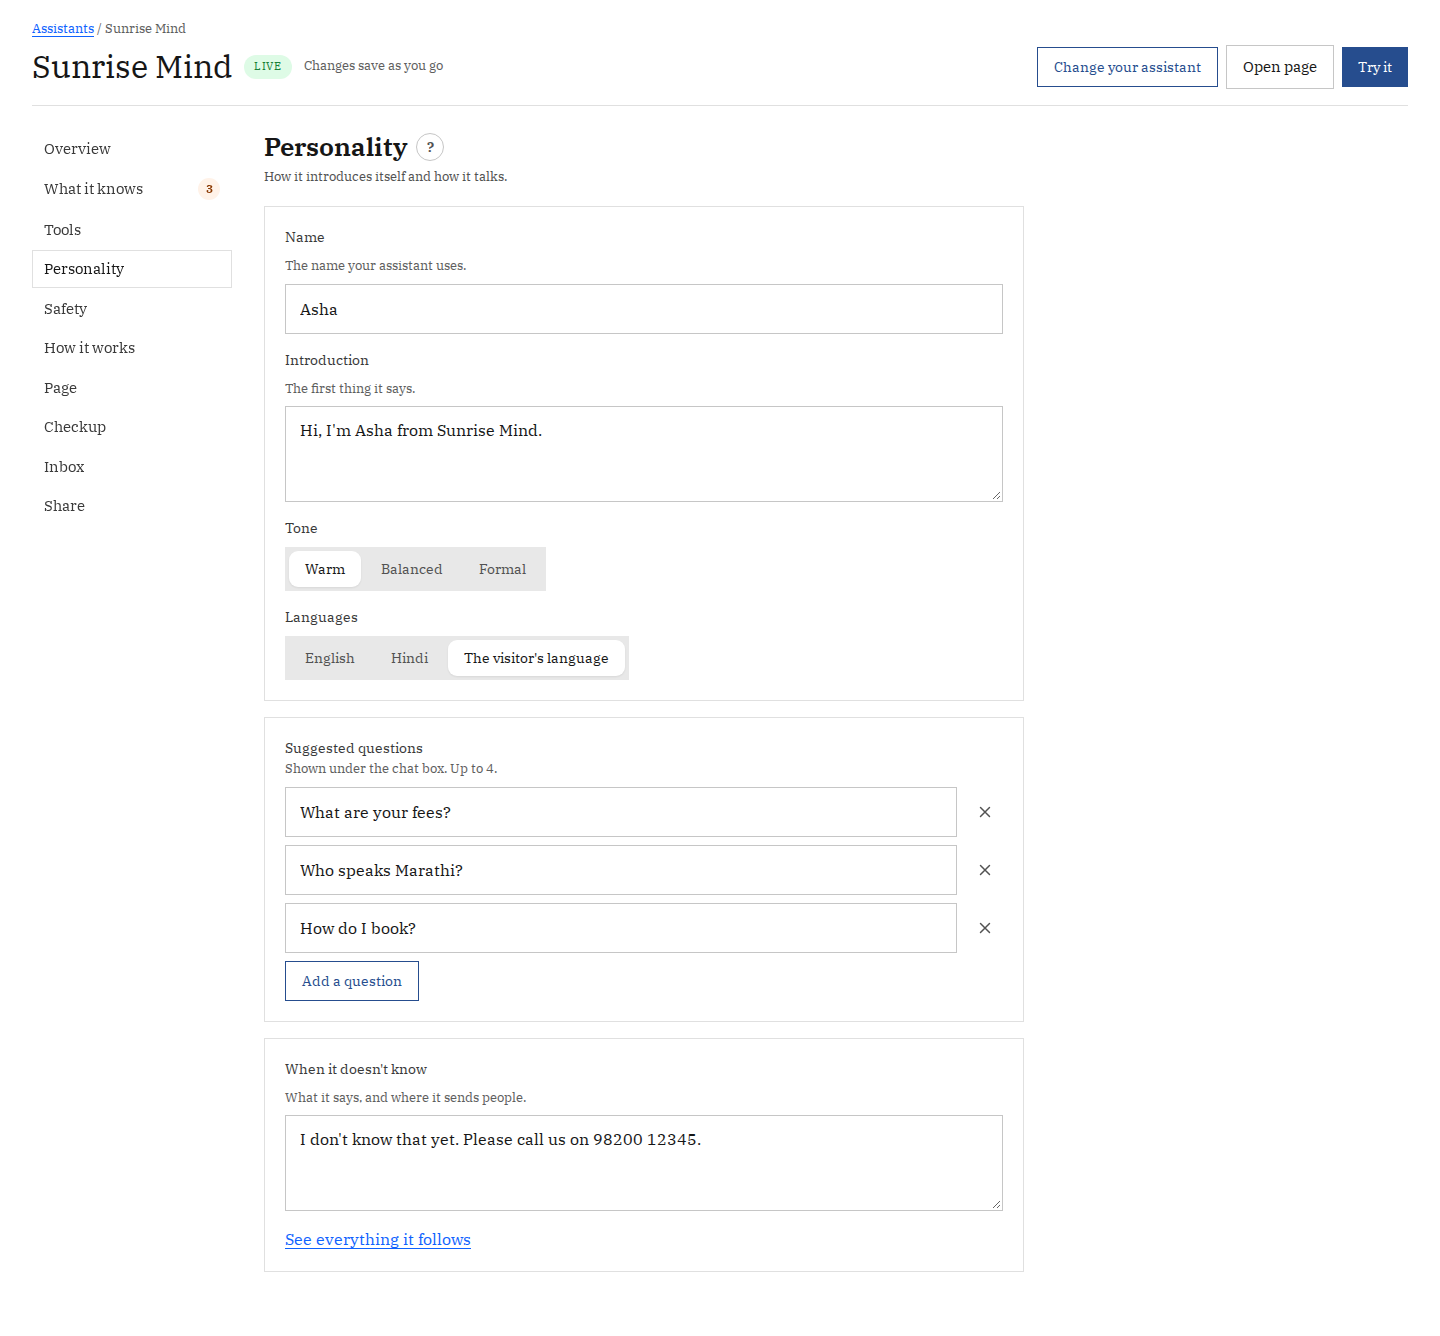 Assistants / Sunrise Mind
Sunrise Mind LIVE Changes save as you go
Change your assistant Open page Try it
Overview
What it knows 3
Tools
Personality
Safety
How it works
Page
Checkup
Inbox
Share
Personality ?
How it introduces itself and how it talks.
Name
The name your assistant uses.
Asha
Introduction
The first thing it says.
Hi, I'm Asha from Sunrise Mind.
Tone
Warm Balanced Formal
Languages
English Hindi The visitor's language
Suggested questions
Shown under the chat box. Up to 4.
What are your fees?
Who speaks Marathi?
How do I book?
Add a question
When it doesn't know
What it says, and where it sends people.
I don't know that yet. Please call us on 98200 12345.
See everything it follows